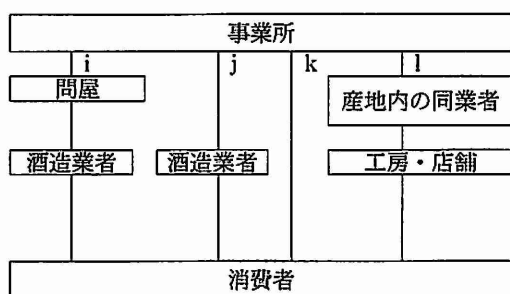 事業所
i j k l
問屋 産地内の同業者
酒造業者 酒造業者 工房・店舗
消費者